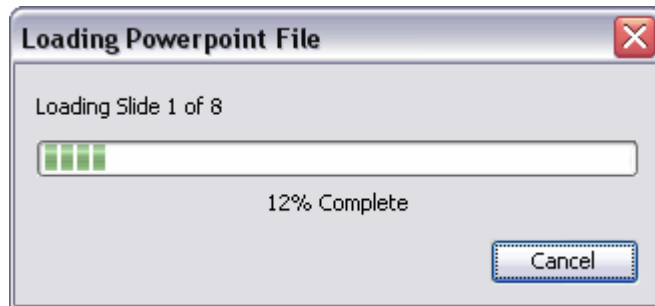 Loading Powerpoint File
Loading Slide 1 of 8
12% Complete
Cancel